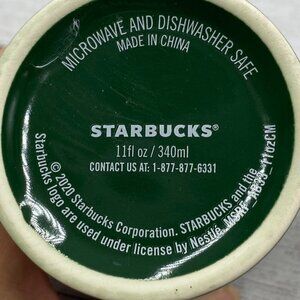 MICROWAVE AND DISHWASHER SAFE
MADE IN CHINA
STARBUCKS®
11fl oz / 340ml
CONTACT US AT: 1-877-877-6331
© 2020 Starbucks Corporation. STARBUCKS and the
Starbucks logo are used under license by Nestlé.